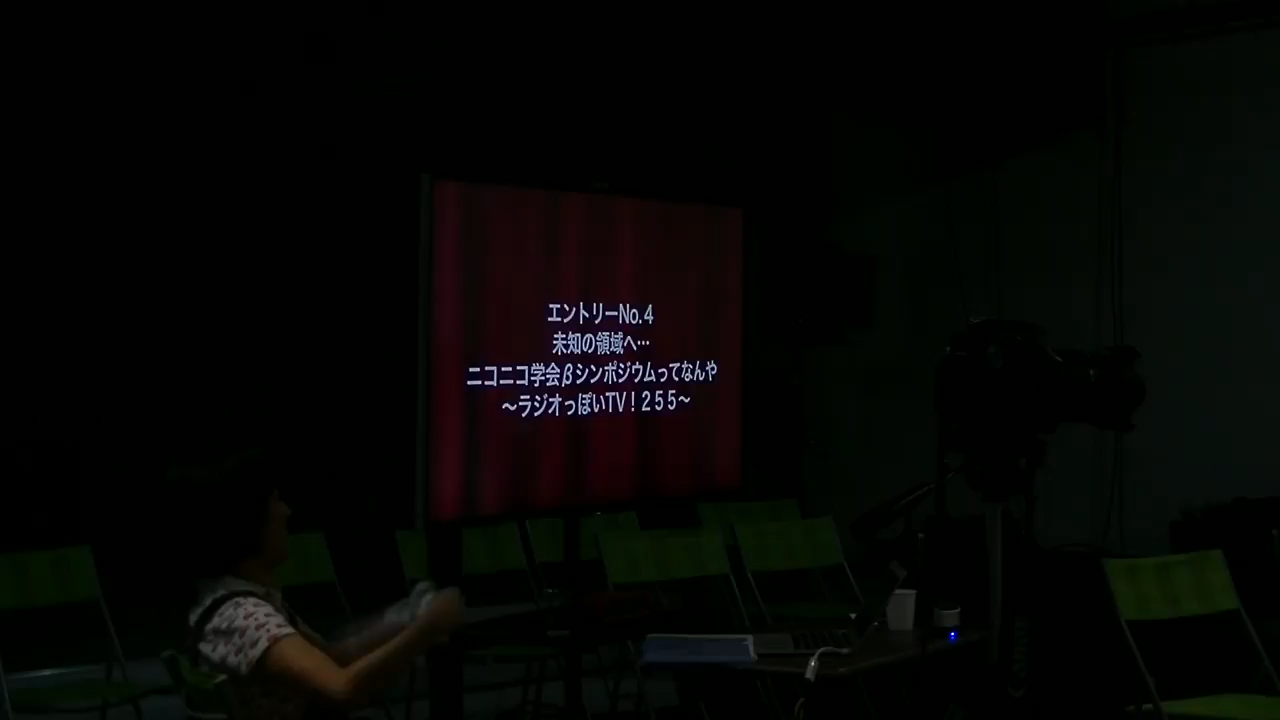 エントリーNo.4
未知の領域へ…
ニコニコ学会βシンポジウムってなんや
～ラジオっぽいTV！２５５～